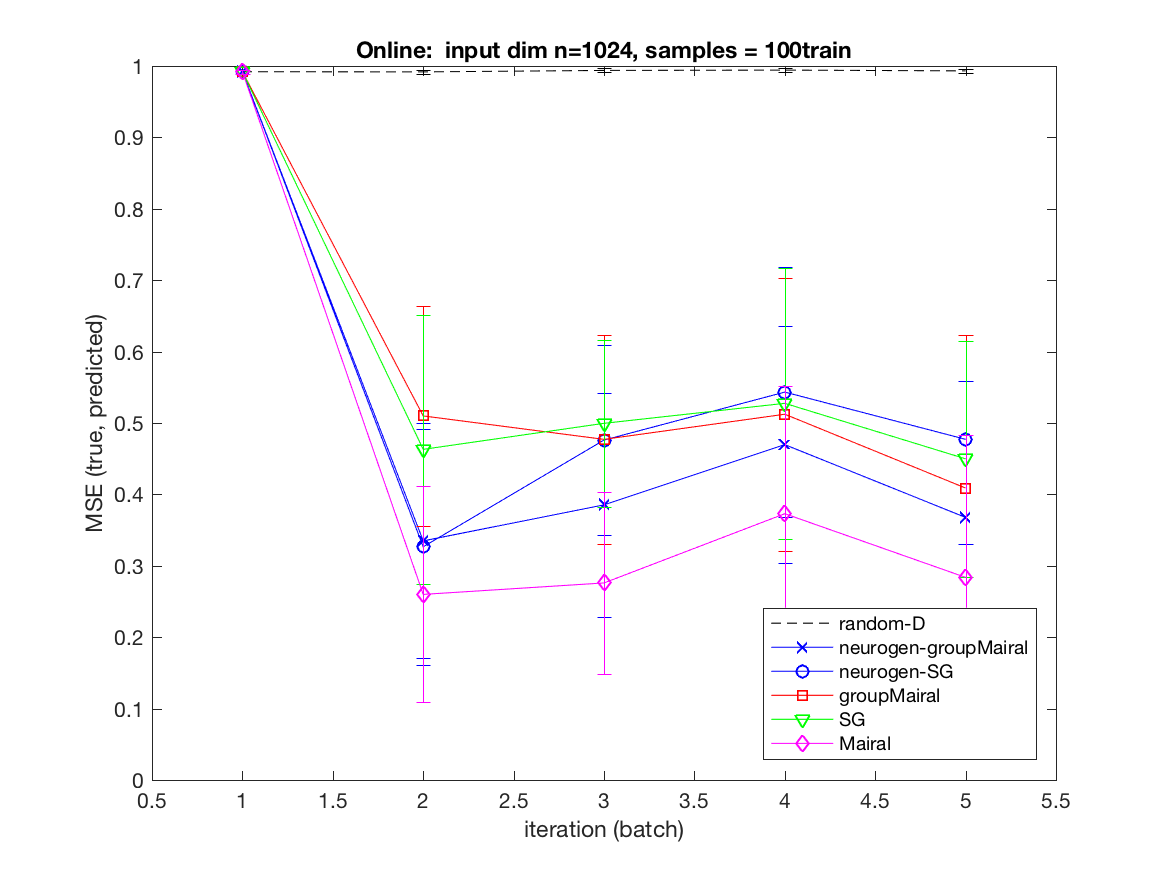 Online:  input dim n=1024, samples = 100train
MSE (true, predicted)
1
0.9
0.8
0.7
0.6
0.5
0.4
0.3
0.2
0.1
0
random-D
neurogen-groupMairal
neurogen-SG
groupMairal
SG
Mairal
0.5 1 1.5 2 2.5 3 3.5 4 4.5 5 5.5
iteration (batch)